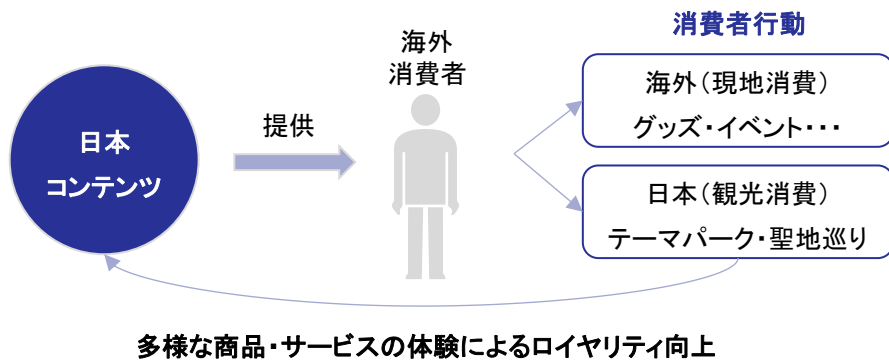 消費者行動
海外
消費者
海外（現地消費）
グッズ・イベント・・・
提供
日本
コンテンツ
日本（観光消費）
テーマパーク・聖地巡り
多様な商品・サービスの体験によるロイヤリティ向上